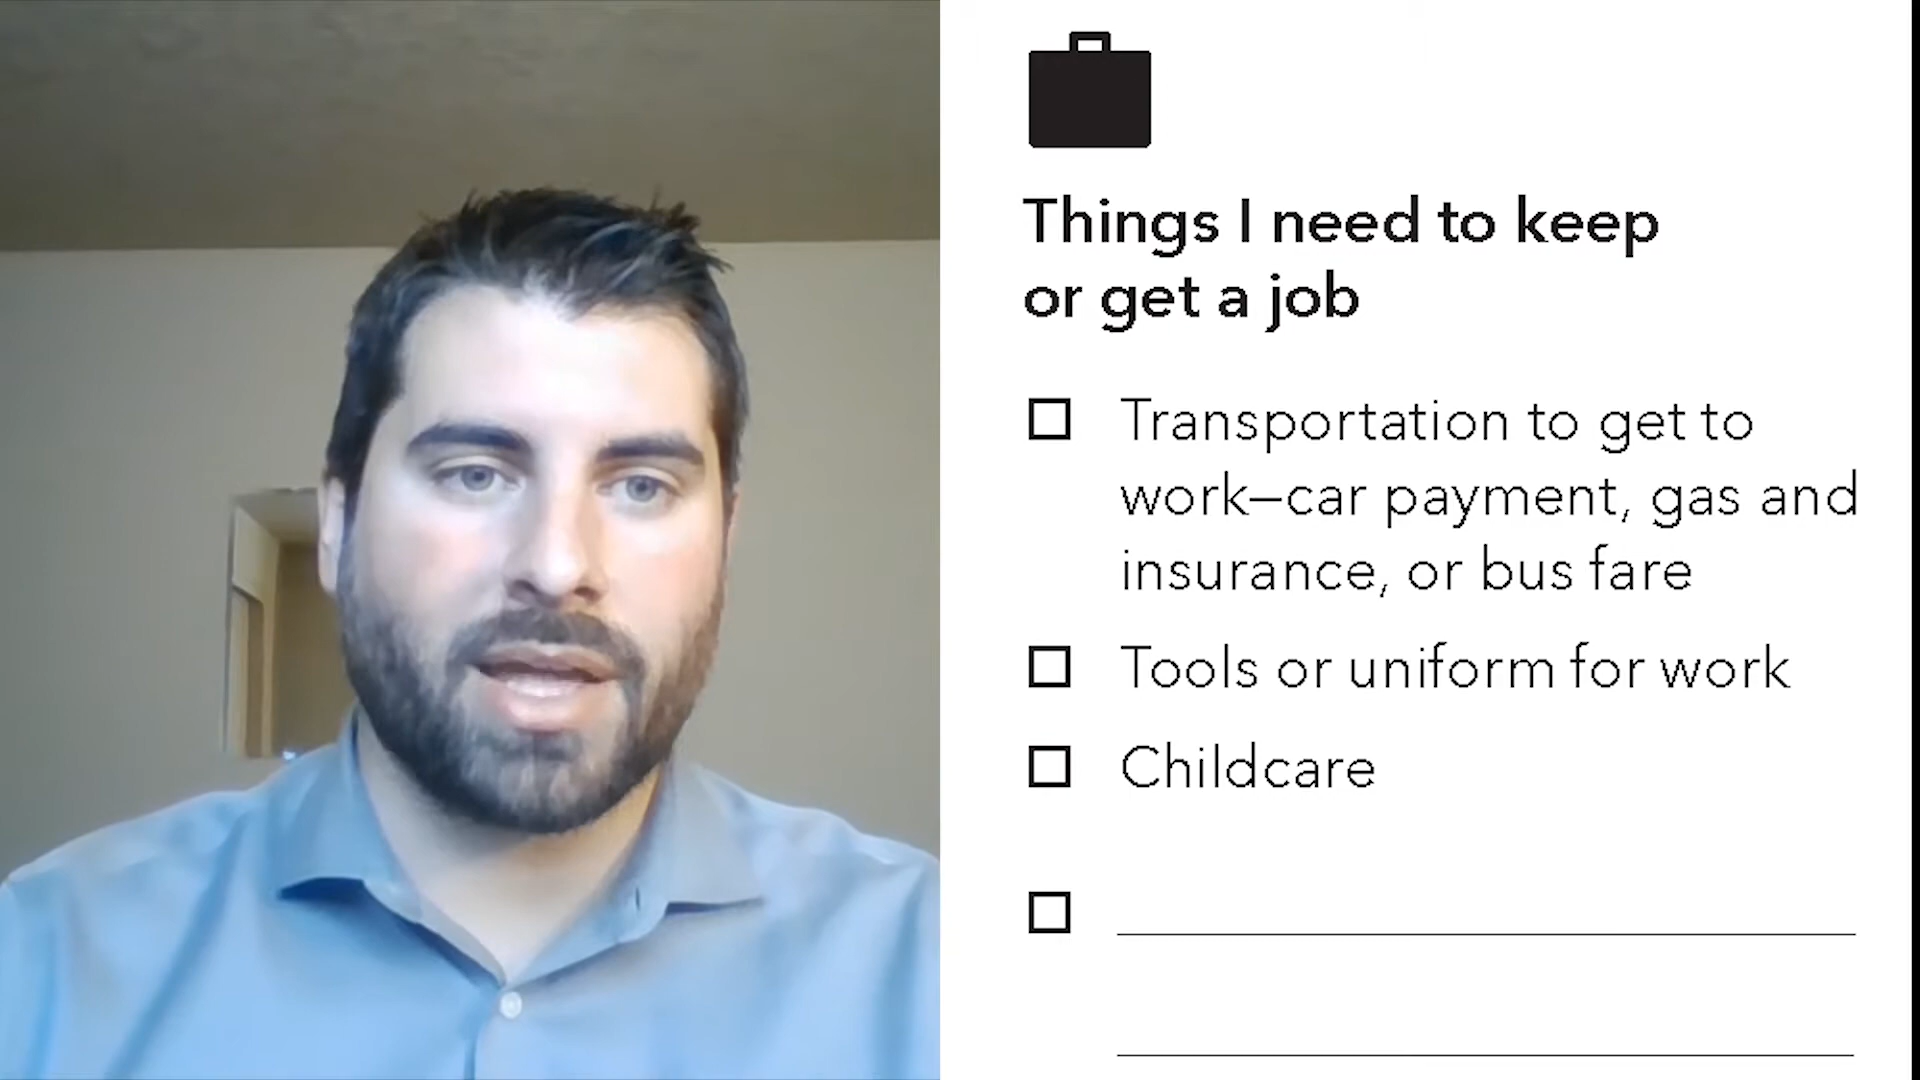 Things I need to keep
or get a job
Transportation to get to
work—car payment, gas and
insurance, or bus fare
Tools or uniform for work
Childcare